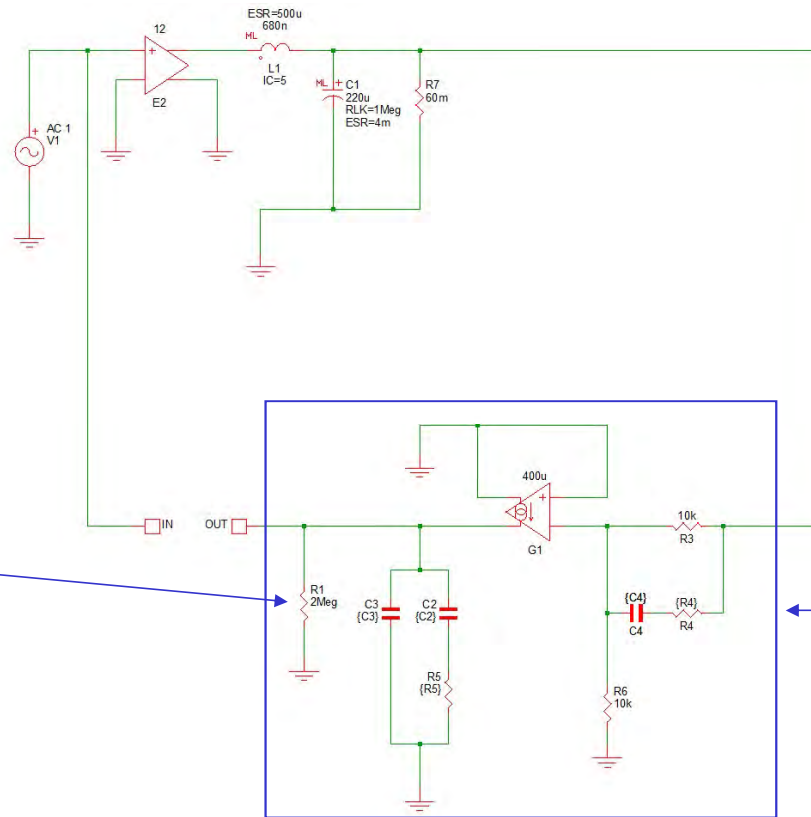 ESR=500u
680n
ML
L1
IC=5
12
E2
AC 1
V1
ML
C1
220u
RLK=1Meg
ESR=4m
R7
60m
IN
OUT
400u
G1
10k
R3
{C4}
C4
{R4}
R4
R1
2Meg
C3
{C3}
C2
{C2}
R5
{R5}
R6
10k